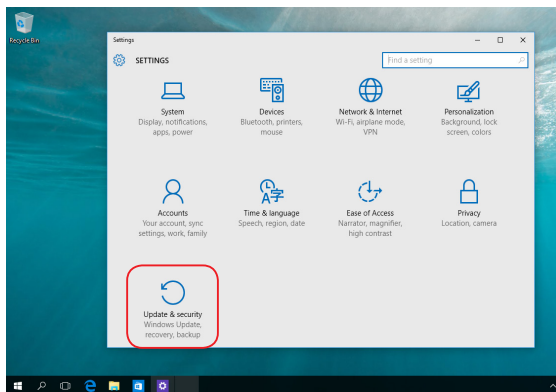 Recycle Bin
Settings
SETTINGS
Find a setting
System
Display, notifications,
apps, power
Devices
Bluetooth, printers,
mouse
Network & Internet
Wi-Fi, airplane mode,
VPN
Personalization
Background, lock
screen, colors
Accounts
Your account, sync
settings, work, family
Time & language
Speech, region, date
Ease of Access
Narrator, magnifier,
high contrast
Privacy
Location, camera
Update & security
Windows Update,
recovery, backup